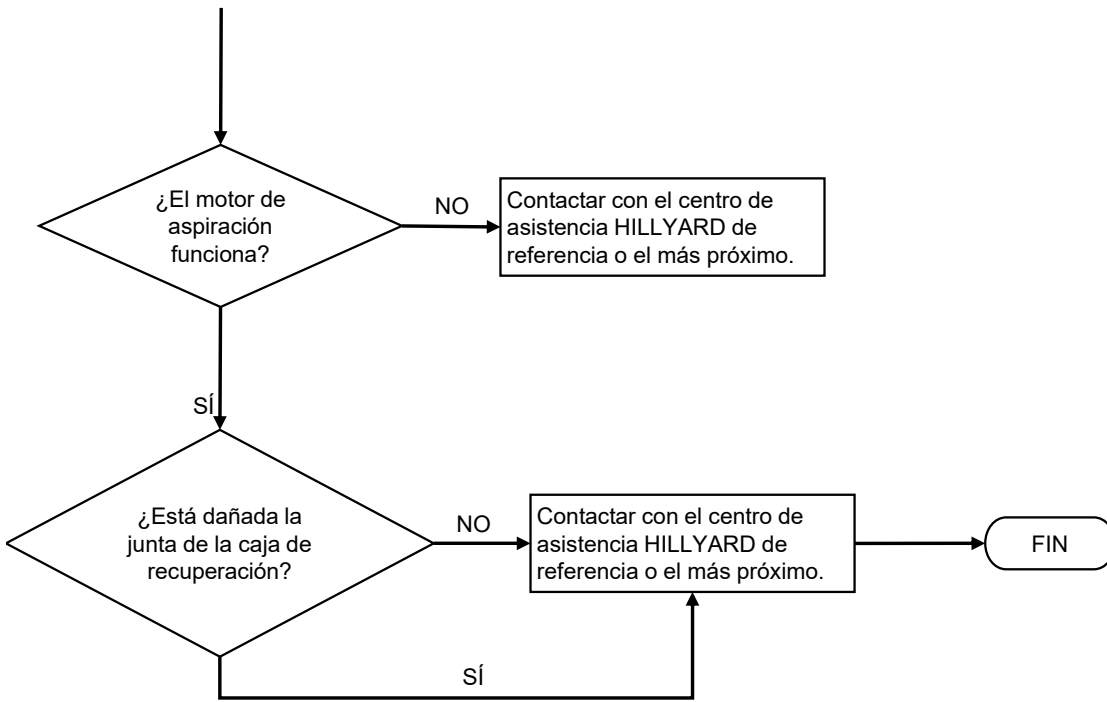 ¿El motor de
aspiración
funciona?
NO
Contactar con el centro de
asistencia HILLYARD de
referencia o el más próximo.
SÍ
¿Está dañada la
junta de la caja de
recuperación?
NO
Contactar con el centro de
asistencia HILLYARD de
referencia o el más próximo.
FIN
SÍ